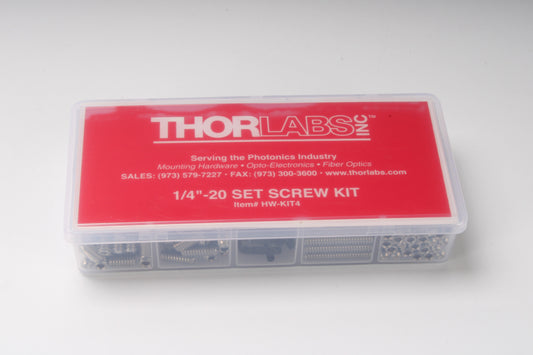 THORLABS INC™
Serving the Photonics Industry
Mounting Hardware • Opto-Electronics • Fiber Optics
SALES: (973) 579-7227 • FAX: (973) 300-3600 • www.thorlabs.com
1/4"-20 SET SCREW KIT
Item# HW-KIT4